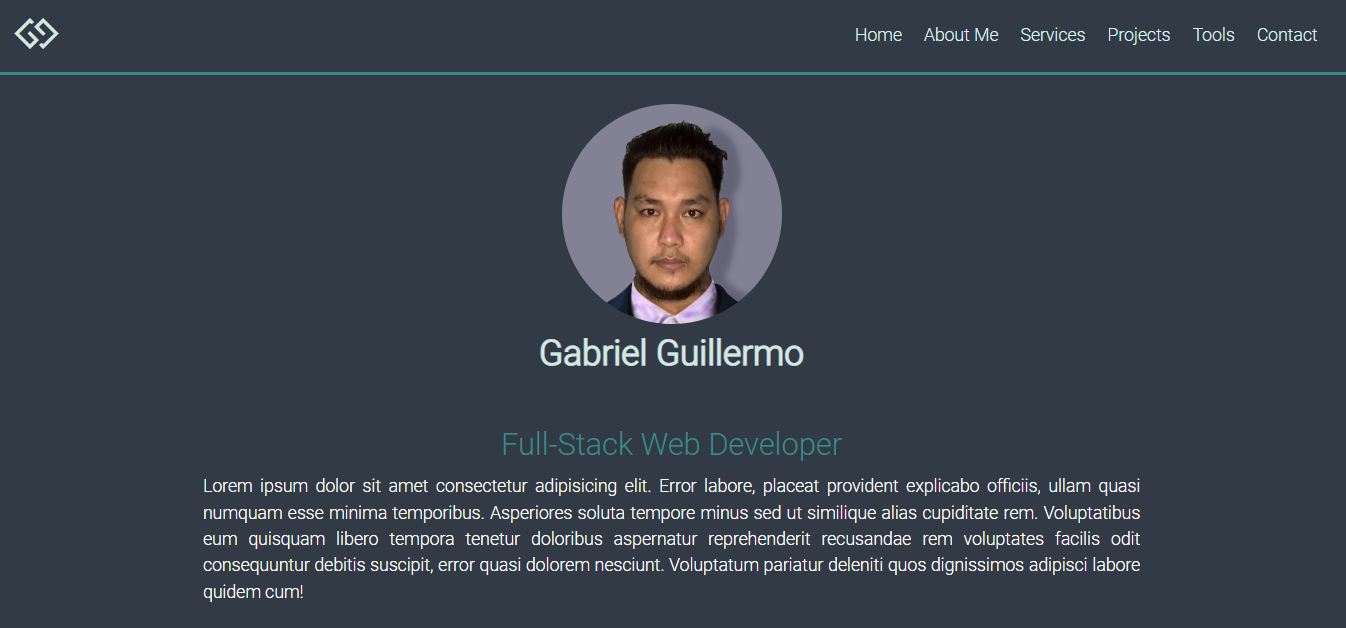 Home About Me Services Projects Tools Contact
Gabriel Guillermo
Full-Stack Web Developer
Lorem ipsum dolor sit amet consectetur adipisicing elit. Error labore, placeat provident explicabo officiis, ullam quasi
numquam esse minima temporibus. Asperiores soluta tempore minus sed ut similique alias cupiditate rem. Voluptatibus
eum quisquam libero tempora tenetur doloribus aspernatur reprehenderit recusandae rem voluptates facilis odit
consequuntur debitis suscipit, error quasi dolorem nesciunt. Voluptatum pariatur deleniti quos dignissimos adipisci labore
quidem cum!